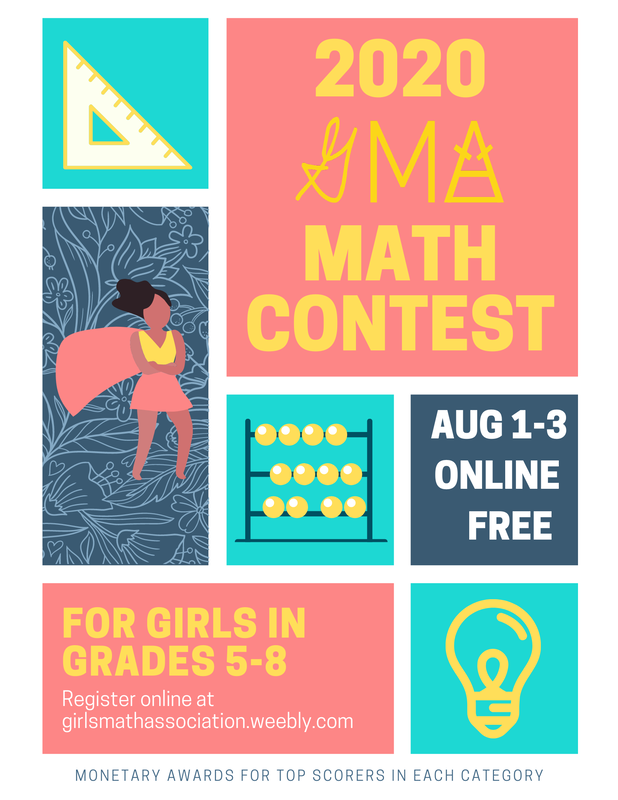 2020
GMA
MATH
CONTEST
AUG 1-3
ONLINE
FREE
FOR GIRLS IN
GRADES 5-8
Register online at
girlsmathassociation.weebly.com
MONETARY AWARDS FOR TOP SCORERS IN EACH CATEGORY